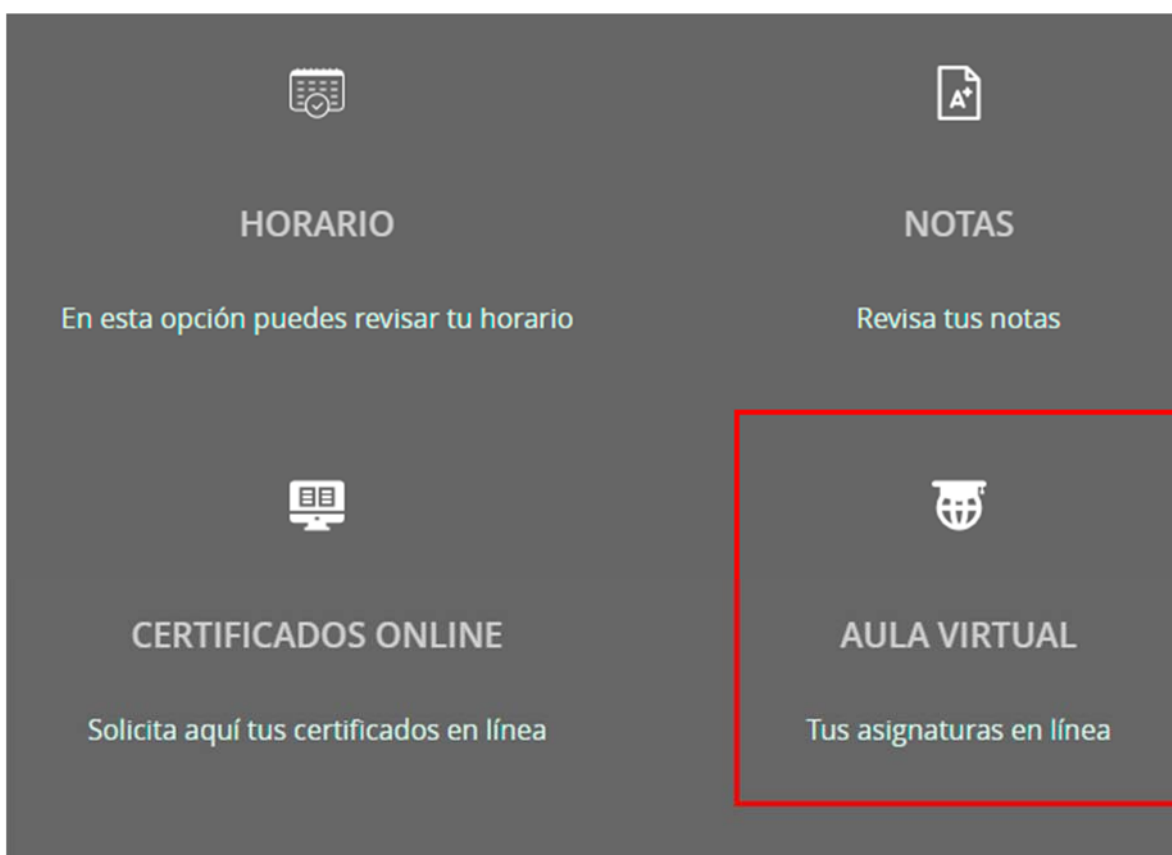 A+
HORARIO
En esta opción puedes revisar tu horario
NOTAS
Revisa tus notas
CERTIFICADOS ONLINE
Solicita aquí tus certificados en línea
AULA VIRTUAL
Tus asignaturas en línea